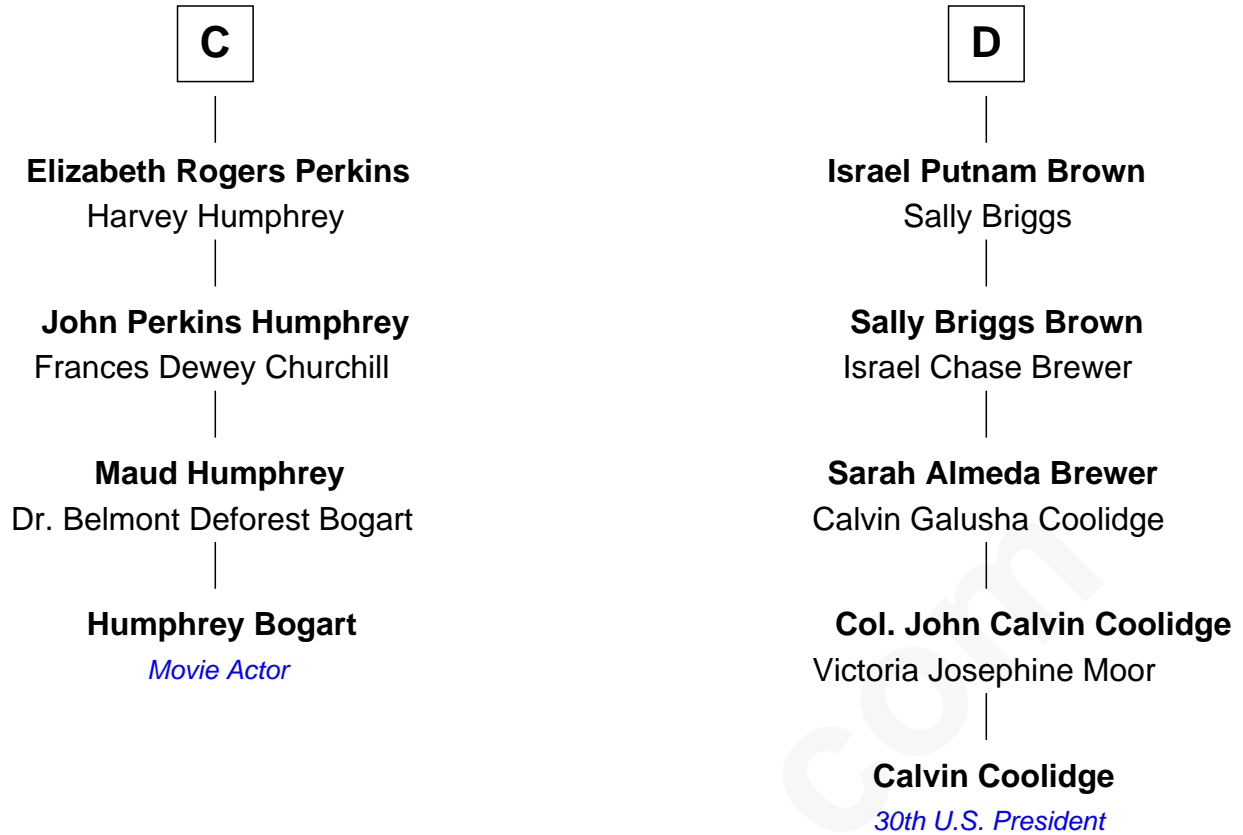 C
Elizabeth Rogers Perkins
Harvey Humphrey
John Perkins Humphrey
Frances Dewey Churchill
Maud Humphrey
Dr. Belmont Deforest Bogart
Humphrey Bogart
Movie Actor
D
Israel Putnam Brown
Sally Briggs
Sally Briggs Brown
Israel Chase Brewer
Sarah Almeda Brewer
Calvin Galusha Coolidge
Col. John Calvin Coolidge
Victoria Josephine Moor
Calvin Coolidge
30th U.S. President
com